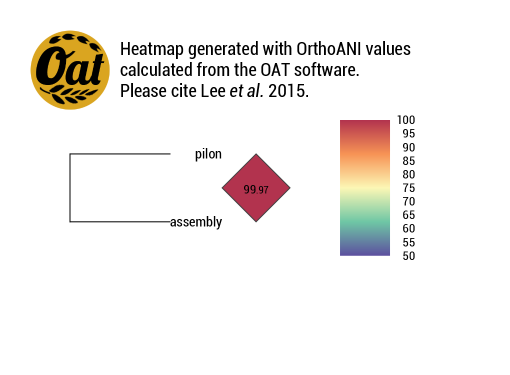 Oat
Heatmap generated with OrthoANI values
calculated from the OAT software.
Please cite Lee et al. 2015.
pilon
assembly
99.97
100
95
90
85
80
75
70
65
60
55
50